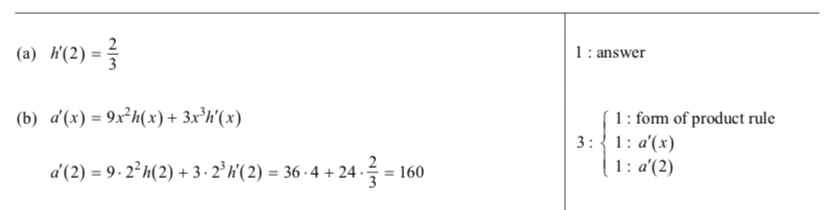 (a) h′(2) = 2/3
1 : answer
(b) a′(x) = 9x²h(x) + 3x³h′(x)
a′(2) = 9 · 2²h(2) + 3 · 2³h′(2) = 36 · 4 + 24 · 2/3 = 160
3 : { 1 : form of product rule
1 : a′(x)
1 : a′(2)